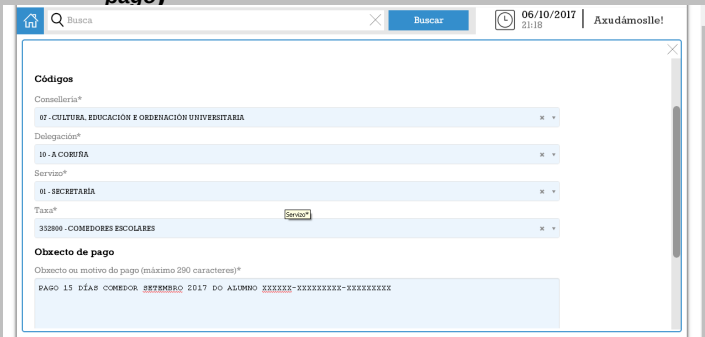 pago)
Busca
Buscar
06/10/2017
21:18
Axudámoslle!
Códigos
Consellería*
07 - CULTURA, EDUCACIÓN E ORDENACIÓN UNIVERSITARIA
Delegación*
10 - A CORUÑA
Servizo*
01 - SECRETARÍA
Taxa*
Servizo*
352800 - COMEDORES ESCOLARES
Obxecto de pago
Obxecto ou motivo do pago (máximo 290 caracteres)*
PAGO 15 DÍAS COMEDOR SETEMBRO 2017 DO ALUMNO XXXXXX-XXXXXXXXX-XXXXXXXXX